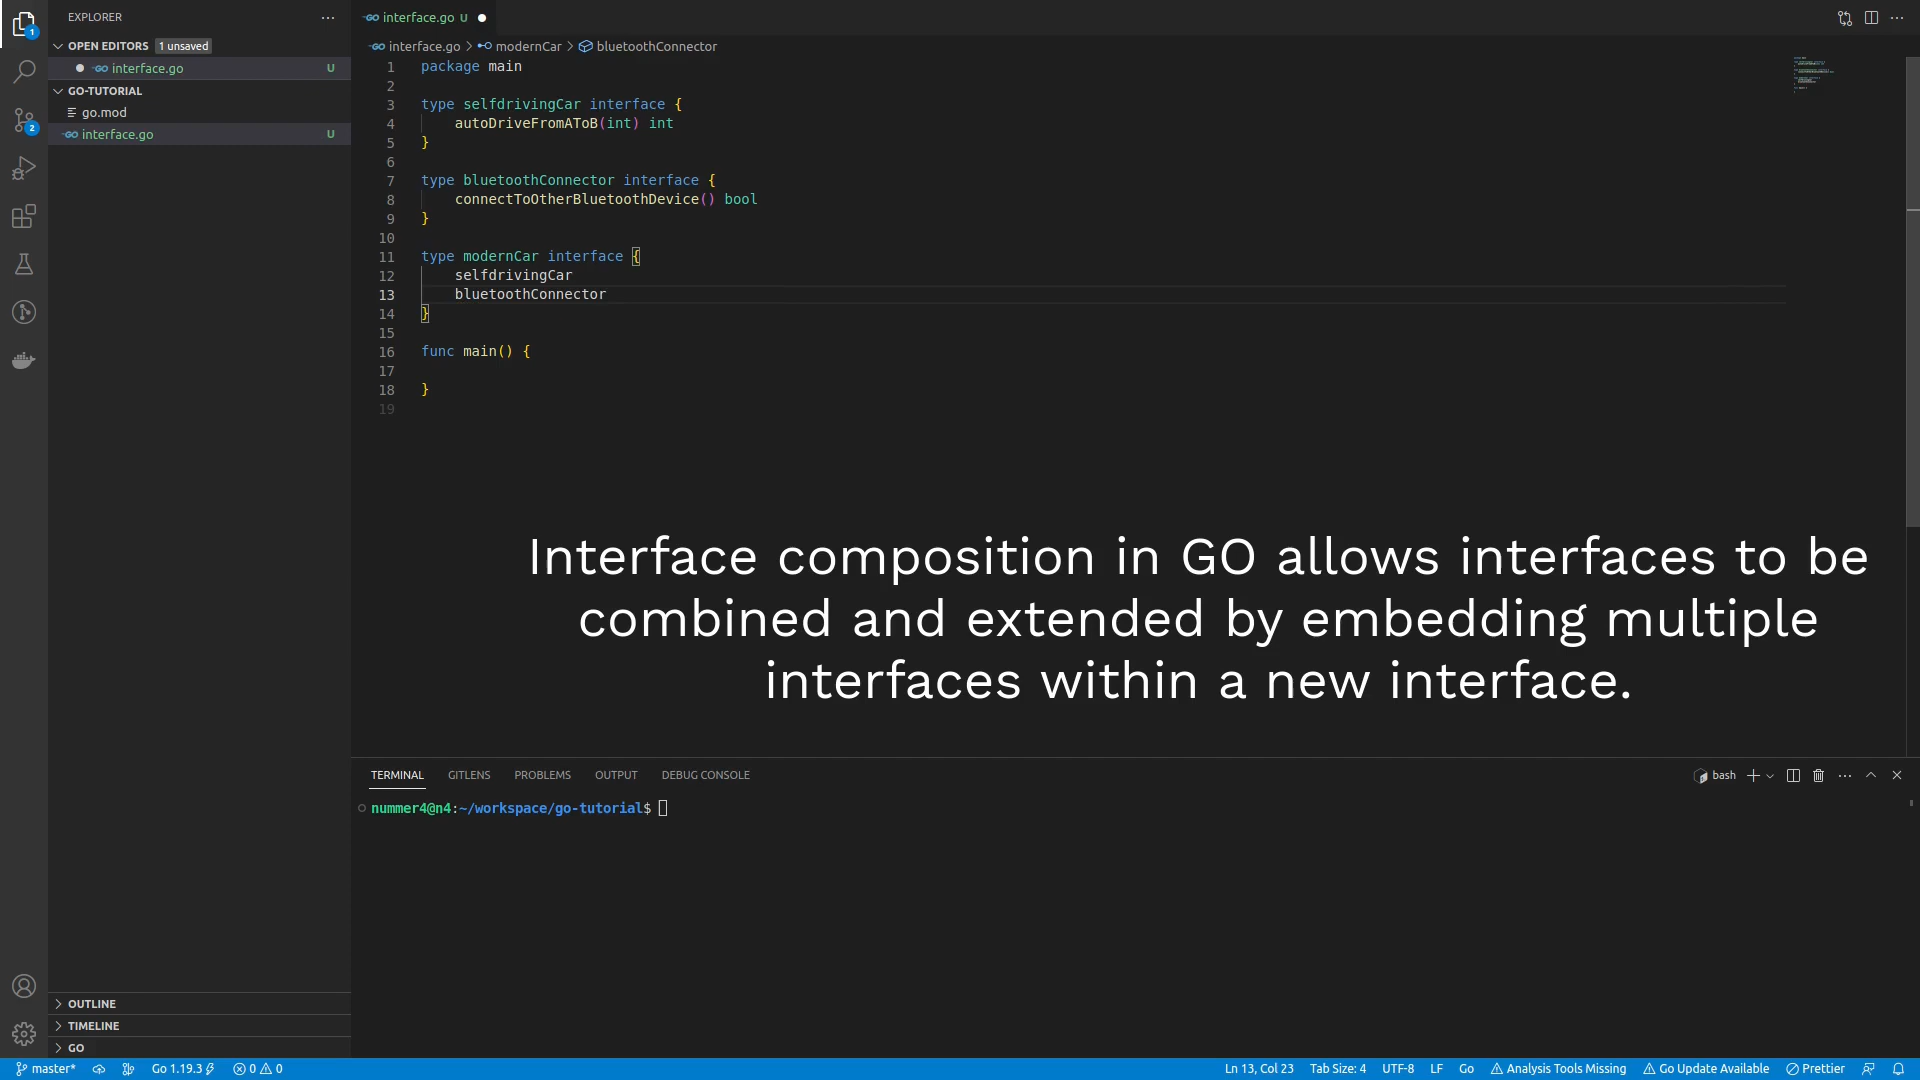 EXPLORER
OPEN EDITORS 1 unsaved
interface.go U
GO-TUTORIAL
go.mod
interface.go U
OUTLINE
TIMELINE
GO
interface.go U
interface.go > modernCar > bluetoothConnector
1 package main
2
3 type selfdrivingCar interface {
4 autoDriveFromAToB(int) int
5 }
6
7 type bluetoothConnector interface {
8 connectToOtherBluetoothDevice() bool
9 }
10
11 type modernCar interface {
12 selfdrivingCar
13 bluetoothConnector
14 }
15
16 func main() {
17
18 }
19
Interface composition in GO allows interfaces to be
combined and extended by embedding multiple
interfaces within a new interface.
TERMINAL GITLENS PROBLEMS OUTPUT DEBUG CONSOLE bash
nummer4@n4:~/workspace/go-tutorial$
master* Go 1.19.3 0 0 Ln 13, Col 23 Tab Size: 4 UTF-8 LF Go Analysis Tools Missing Go Update Available Prettier